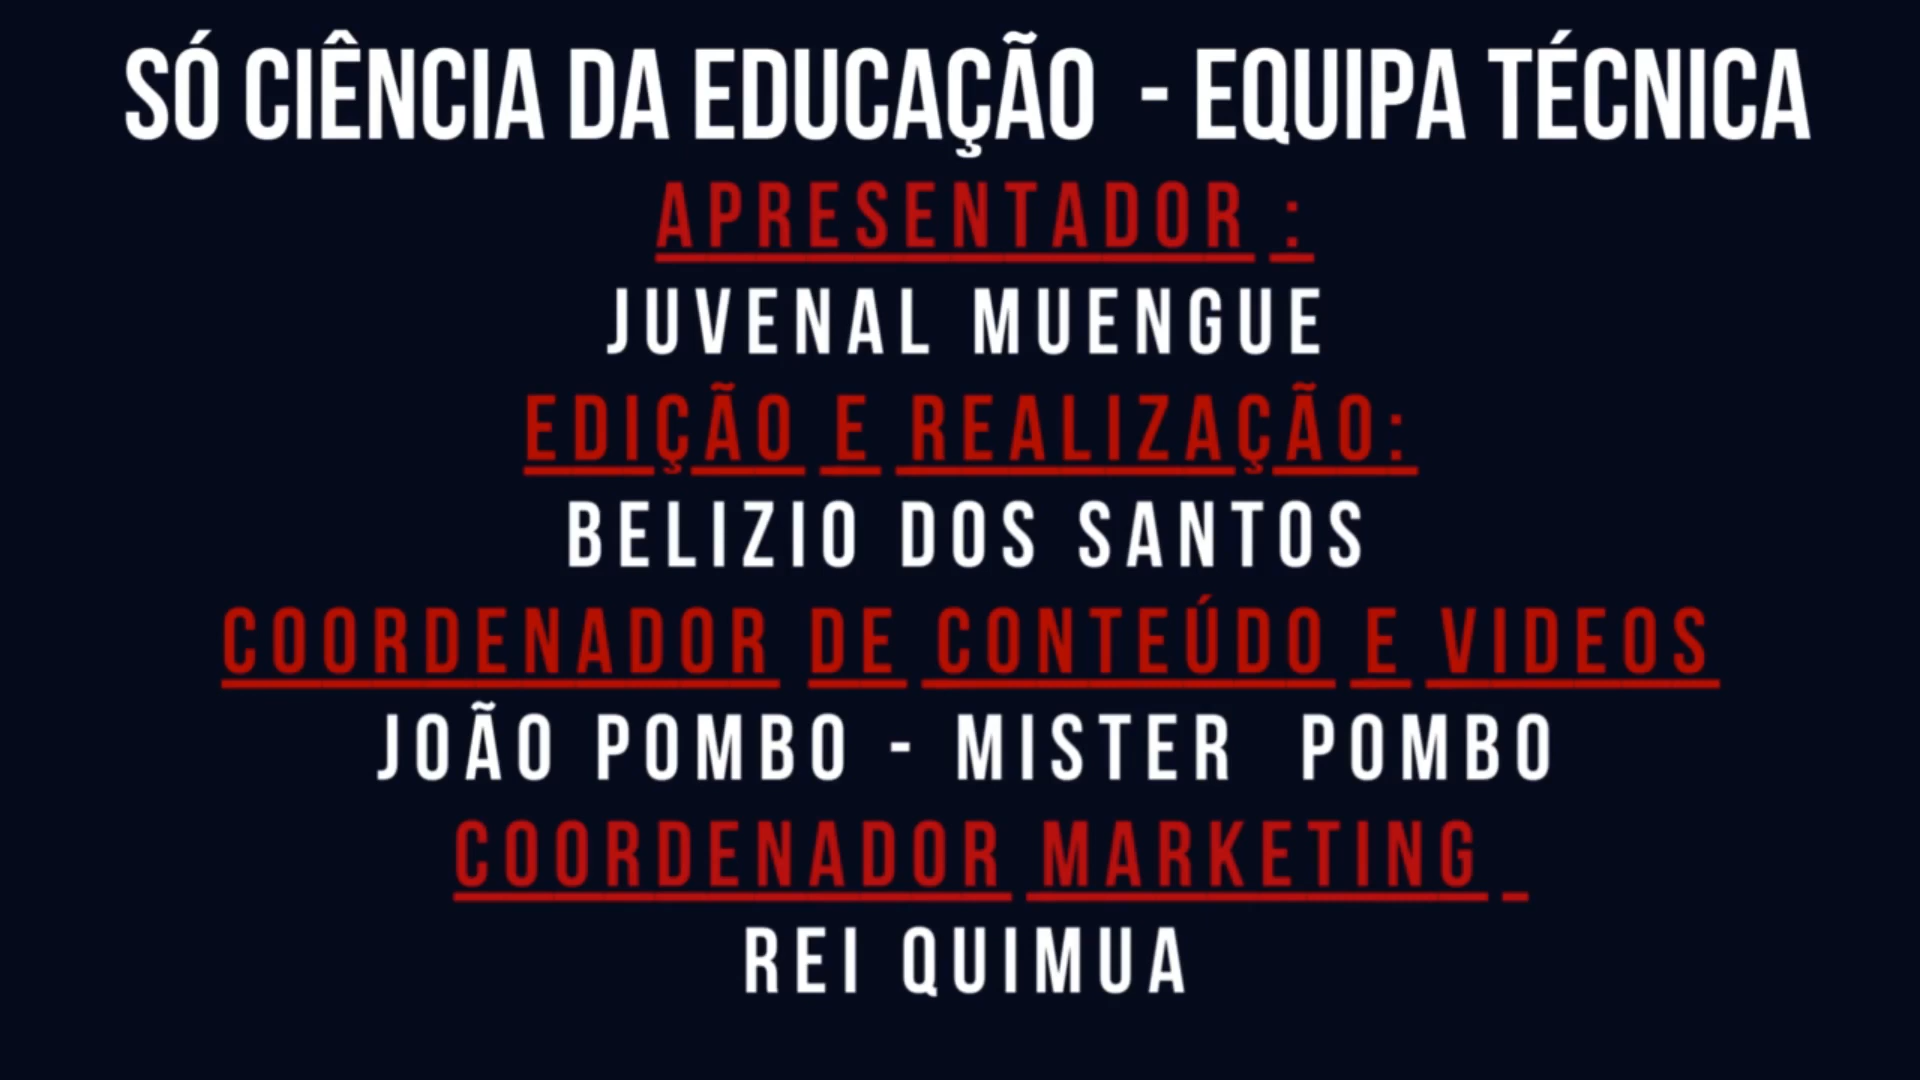 SÓ CIÊNCIA DA EDUCAÇÃO - EQUIPA TÉCNICA
APRESENTADOR :
JUVENAL MUENGUE
EDIÇÃO E REALIZAÇÃO:
BELIZIO DOS SANTOS
COORDENADOR DE CONTEÚDO E VIDEOS
JOÃO POMBO - MISTER POMBO
COORDENADOR MARKETING
REI QUIMUA